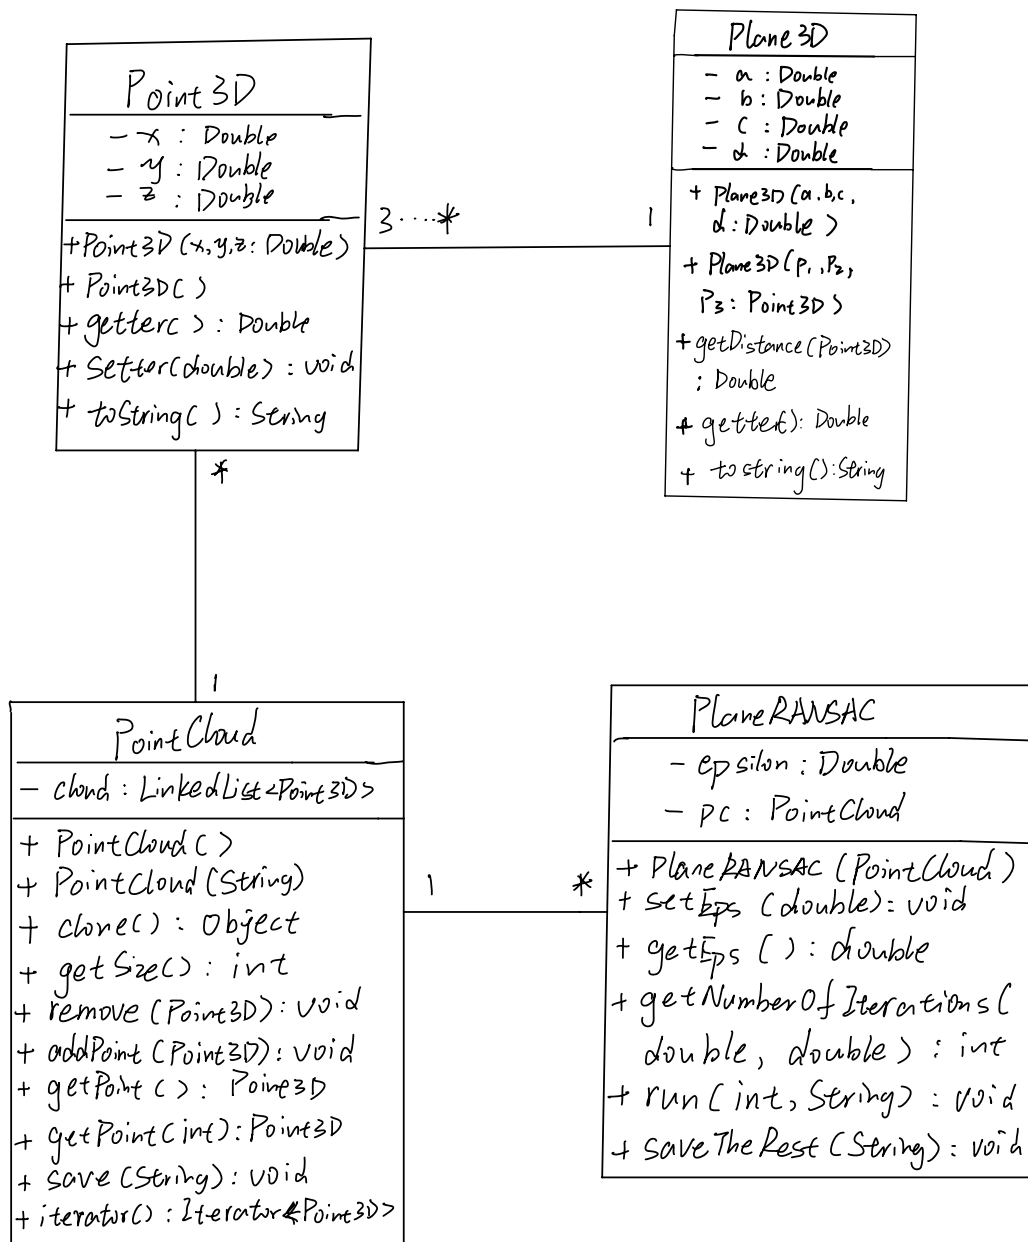 Point3D
- x : Double
- y : Double
- z : Double
+Point3D(x,y,z: Double)
+ Point3D()
+ getter() : Double
+ Setter(double) : void
+ toString() : String
3....*
1
Plane3D
- a : Double
- b : Double
- c : Double
- d : Double
+ Plane3D(a,b,c,
d: Double)
+ Plane3D(p1,P2,
P3: Point3D)
+ getDistance(Point3D)
: Double
+ getter(): Double
+ tostring():String
*
1
PointCloud
- cloud : LinkedList<Point3D>
+ PointCloud()
+ PointCloud(String)
+ clone() : Object
+ getSize() : int
+ remove(Point3D): void
+ addPoint(Point3D): void
+ getPoint() : Point3D
+ getPoint(int): Point3D
+ save(String): void
+ iterator() : Iterator<Point3D>
1
*
PlaneRANSAC
- epsilon : Double
- pc : PointCloud
+ PlaneRANSAC(PointCloud)
+ setEps (double): void
+ getEps () : double
+ getNumberOfIterations(
double, double) : int
+ run(int, String) : void
+ saveTheRest(String) : void